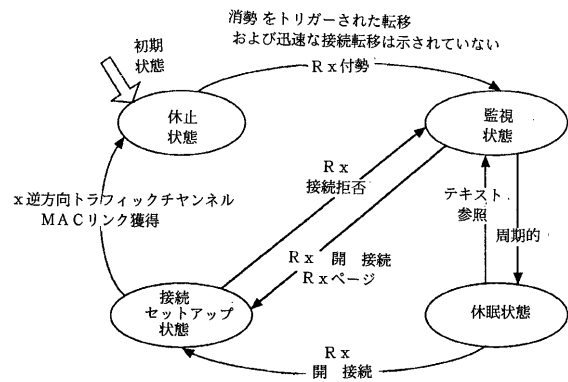 消勢をトリガーされた転移
および迅速な接続転移は示されていない
初期
状態
Rx付勢
休止
状態
監視
状態
x逆方向トラフィックチャンネル
MACリンク獲得
Rx
接続拒否
テキスト
参照
周期的
Rx 開 接続
Rxページ
接続
セットアップ
状態
休眠状態
Rx
開 接続